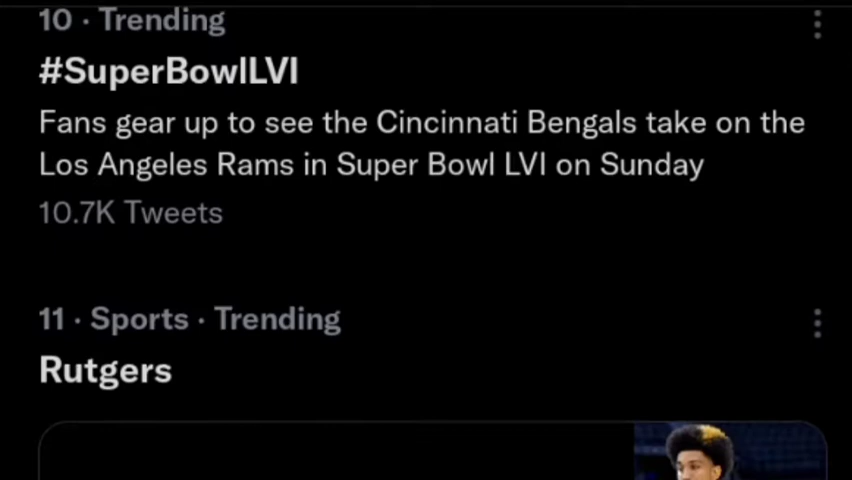 10 · Trending
#SuperBowlLVI
Fans gear up to see the Cincinnati Bengals take on the
Los Angeles Rams in Super Bowl LVI on Sunday
10.7K Tweets
11 · Sports · Trending
Rutgers